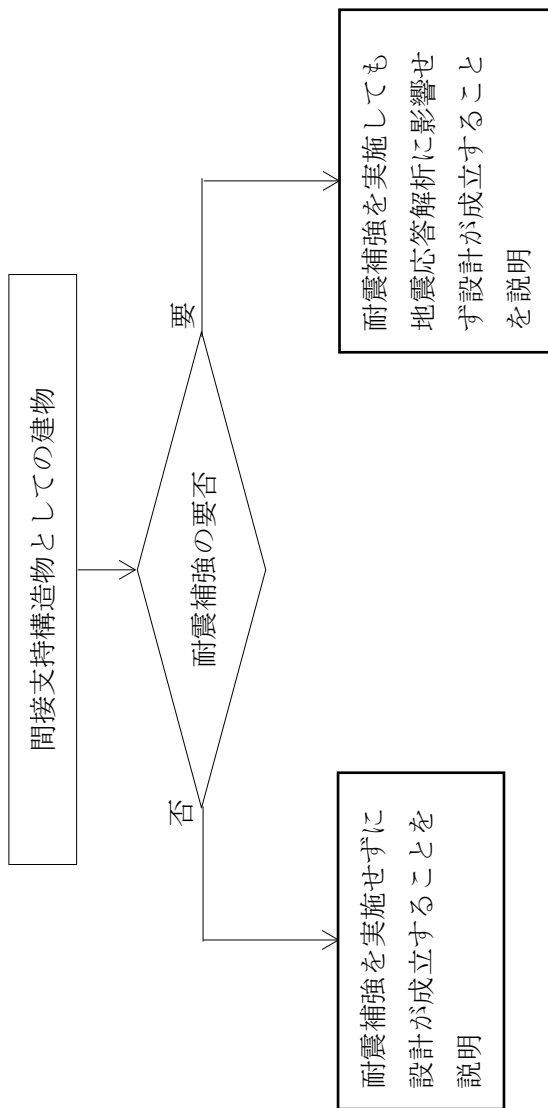 間接支持構造物としての建物
耐震補強の要否
否
要
耐震補強を実施せずに
設計が成立することを
説明
耐震補強を実施しても
地震応答解析に影響せ
ず設計が成立すること
を説明